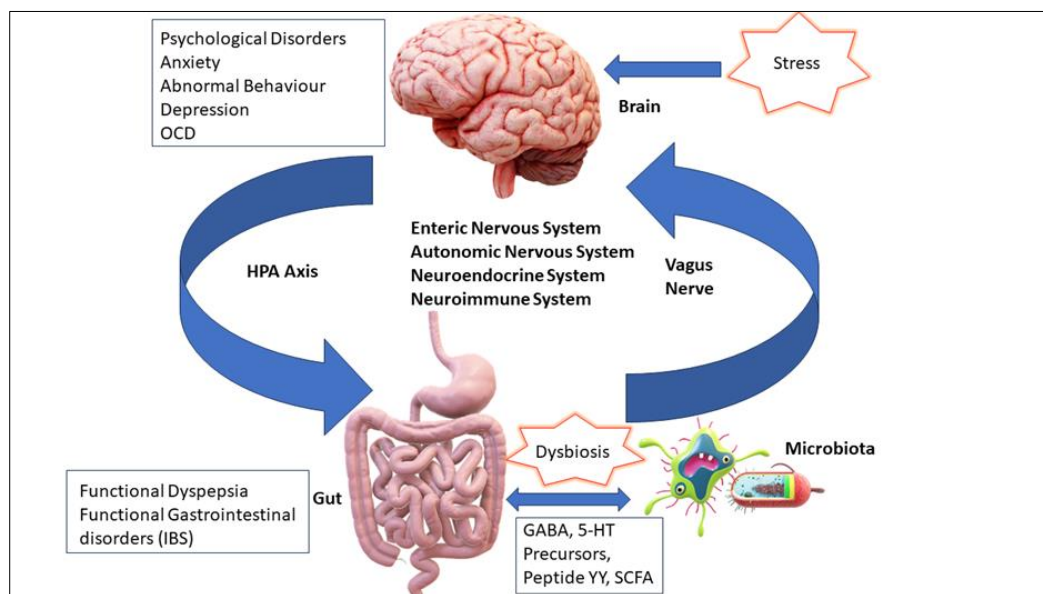 Psychological Disorders
Anxiety
Abnormal Behaviour
Depression
OCD
Stress
Brain
Enteric Nervous System
Autonomic Nervous System
Neuroendocrine System
Neuroimmune System
HPA Axis
Vagus
Nerve
Dysbiosis
Microbiota
Gut
Functional Dyspepsia
Functional Gastrointestinal
disorders (IBS)
GABA, 5-HT
Precursors,
Peptide YY, SCFA